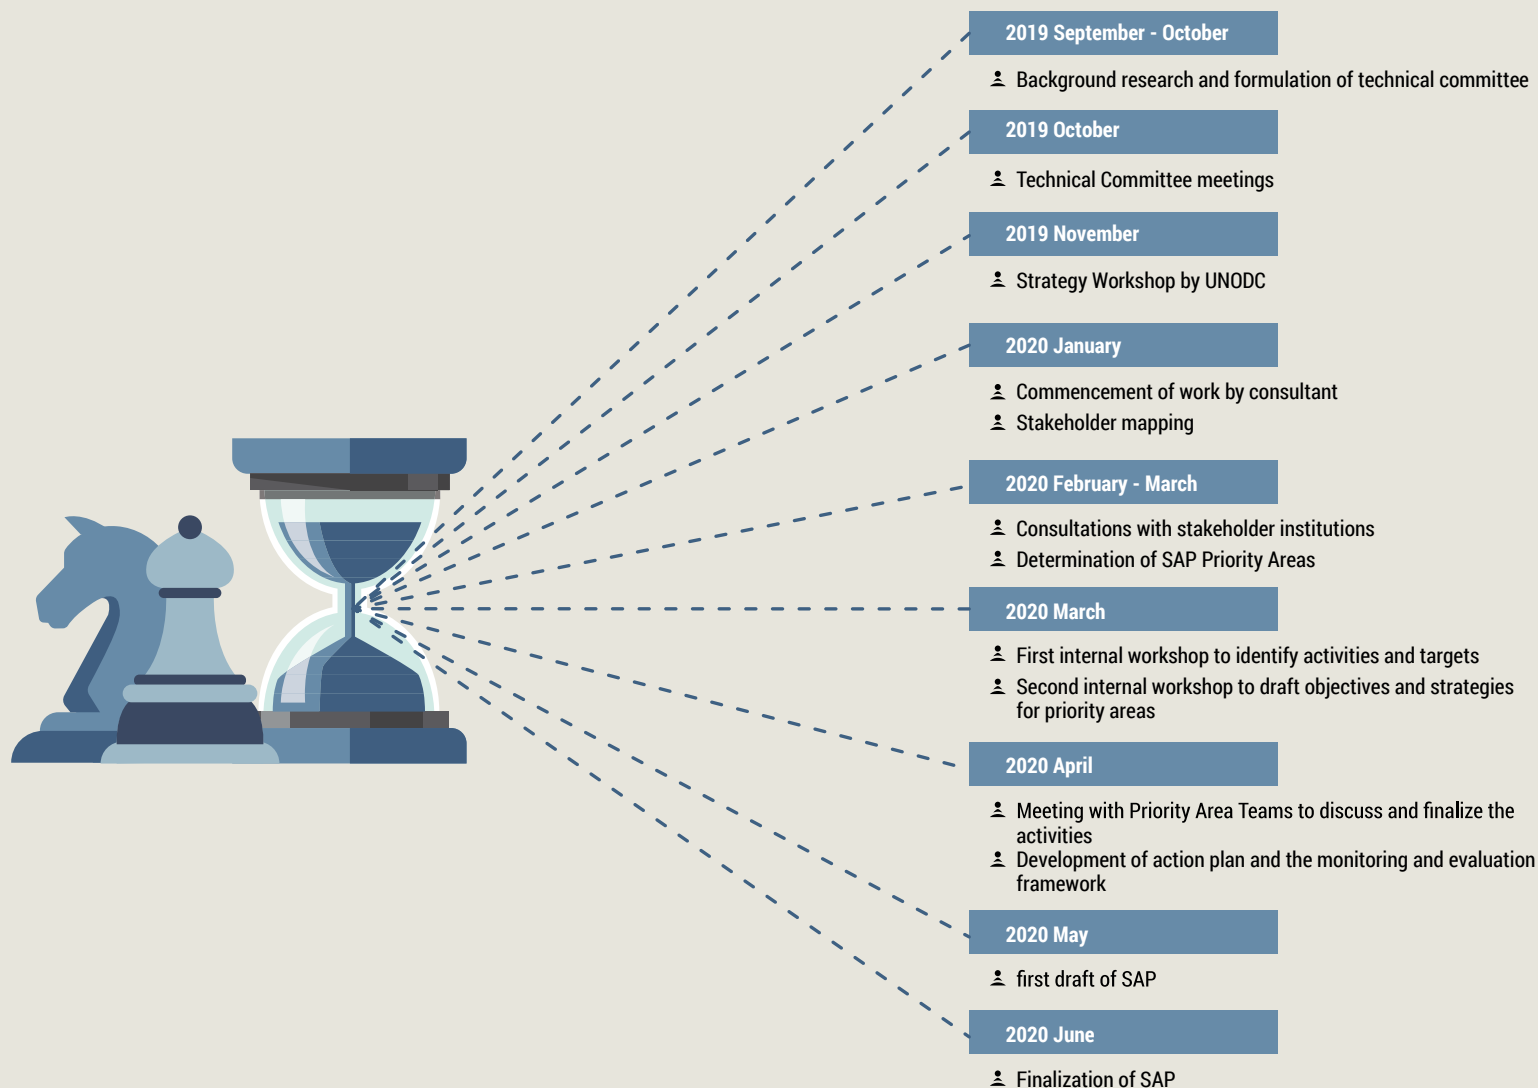 2019 September - October
Background research and formulation of technical committee
2019 October
Technical Committee meetings
2019 November
Strategy Workshop by UNODC
2020 January
Commencement of work by consultant
Stakeholder mapping
2020 February - March
Consultations with stakeholder institutions
Determination of SAP Priority Areas
2020 March
First internal workshop to identify activities and targets
Second internal workshop to draft objectives and strategies
for priority areas
2020 April
Meeting with Priority Area Teams to discuss and finalize the
activities
Development of action plan and the monitoring and evaluation
framework
2020 May
first draft of SAP
2020 June
Finalization of SAP